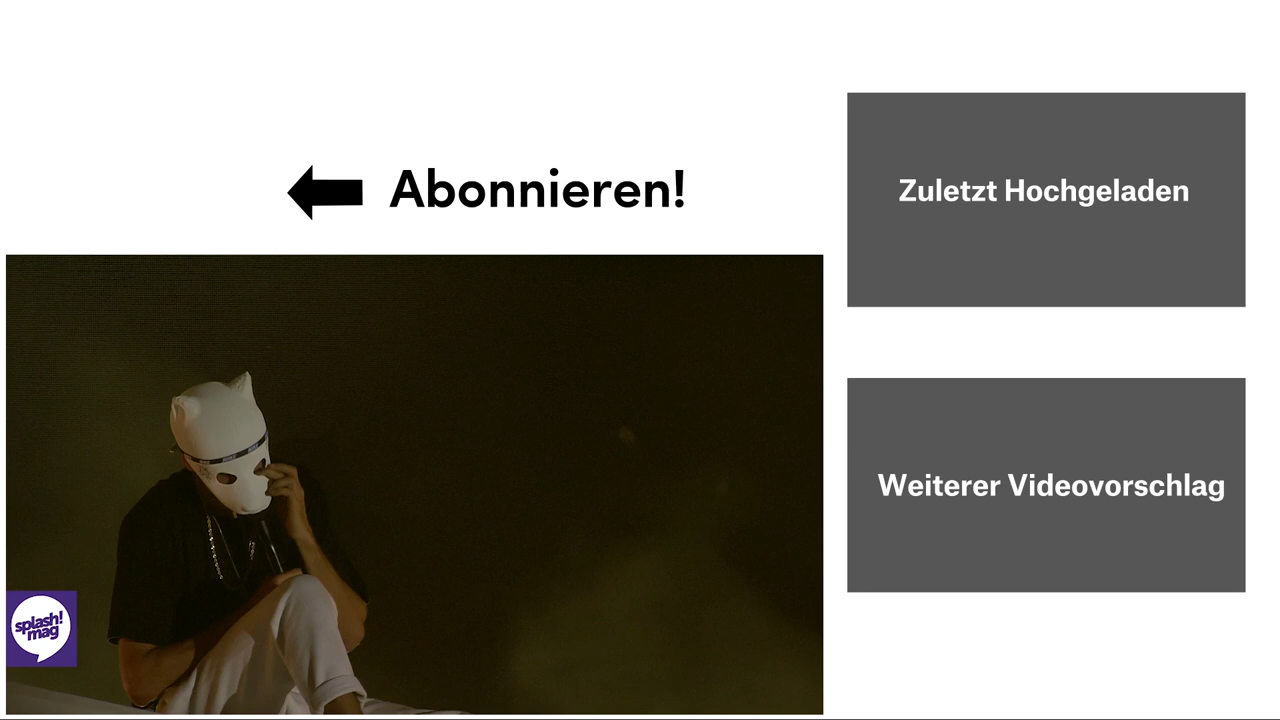 Abonnieren!
Zuletzt Hochgeladen
Weiterer Videovorschlag
splash!
mag